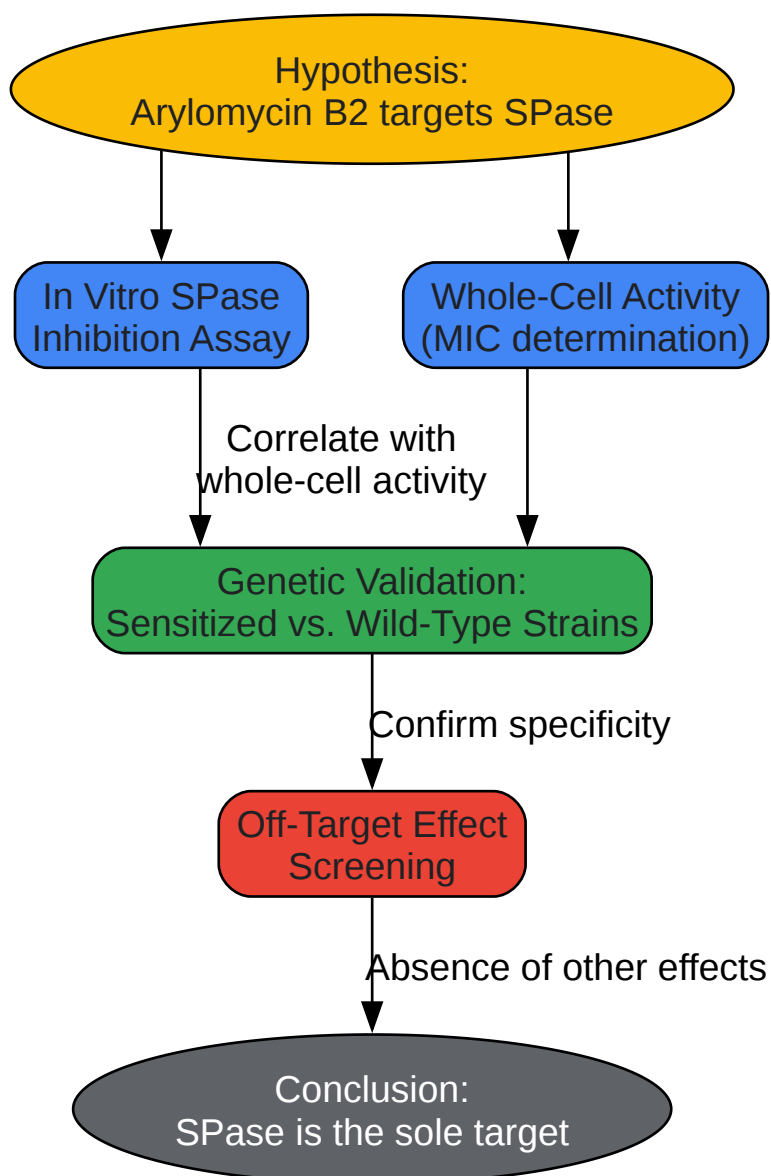 Hypothesis:
Arylomycin B2 targets SPase
In Vitro SPase
Inhibition Assay
Whole-Cell Activity
(MIC determination)
Correlate with
whole-cell activity
Genetic Validation:
Sensitized vs. Wild-Type Strains
Confirm specificity
Off-Target Effect
Screening
Absence of other effects
Conclusion:
SPase is the sole target